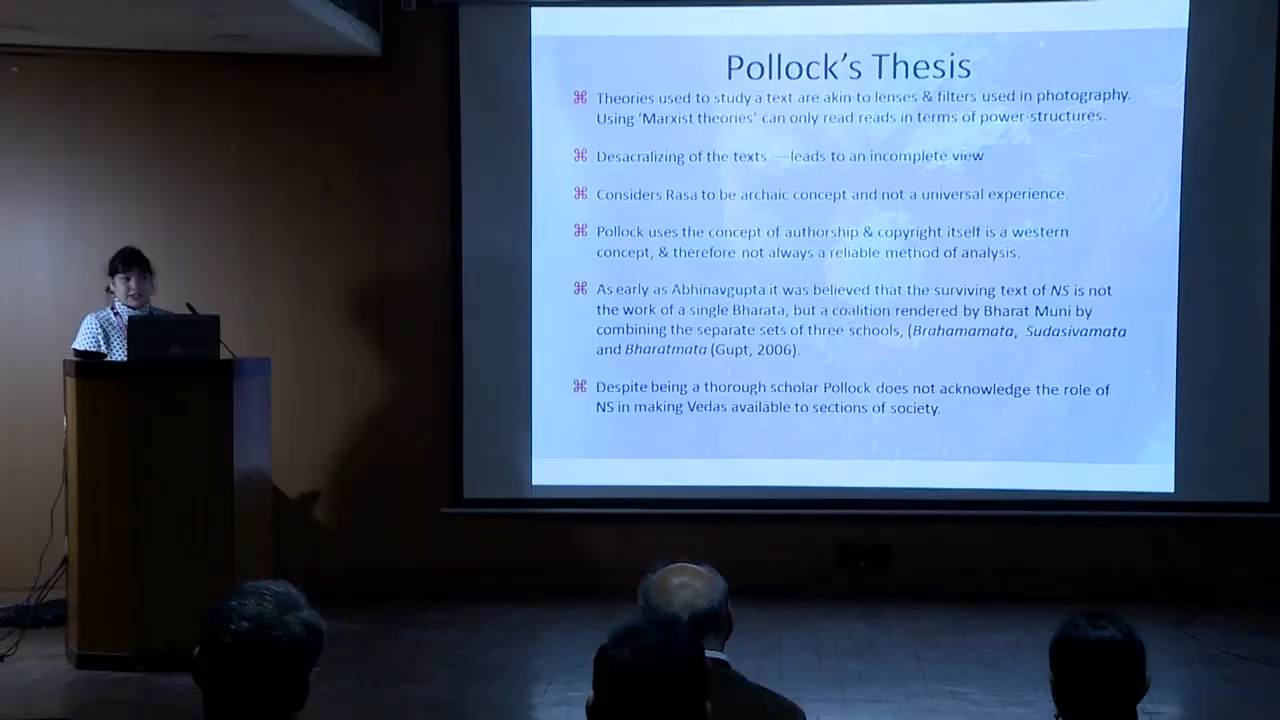 Pollock's Thesis
⌘ Theories used to study a text are akin to lenses & filters used in photography.
Using 'Marxist theories' can only read reads in terms of power-structures.
⌘ Desacralizing of the texts ---leads to an incomplete view
⌘ Considers Rasa to be archaic concept and not a universal experience.
⌘ Pollock uses the concept of authorship & copyright itself is a western
concept, & therefore not always a reliable method of analysis.
⌘ As early as Abhinavgupta it was believed that the surviving text of NS is not
the work of a single Bharata, but a coalition rendered by Bharat Muni by
combining the separate sets of three schools, (Brahamamata, Sudasivamata
and Bharatmata (Gupt, 2006).
⌘ Despite being a thorough scholar Pollock does not acknowledge the role of
NS in making Vedas available to sections of society.